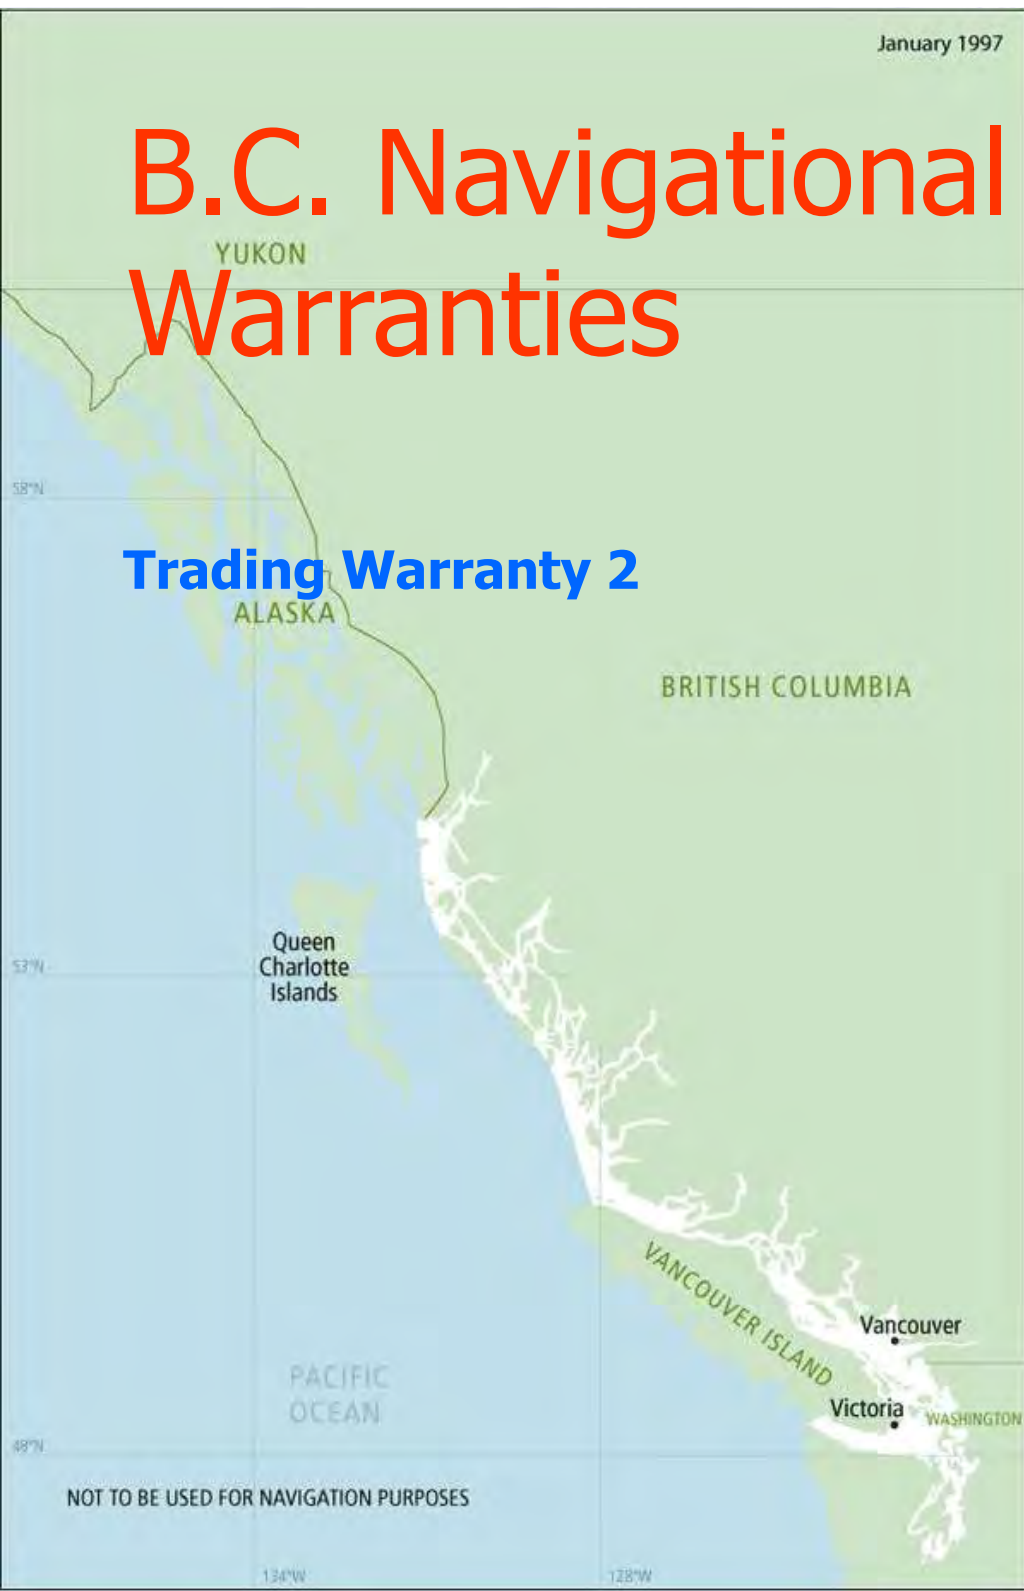 January 1997
B.C. Navigational
Warranties
YUKON
58°N
Trading Warranty 2
ALASKA
BRITISH COLUMBIA
Queen
Charlotte
Islands
53°N
VANCOUVER ISLAND
Vancouver
PACIFIC
OCEAN
Victoria
WASHINGTON
48°N
NOT TO BE USED FOR NAVIGATION PURPOSES
134°W
128°W